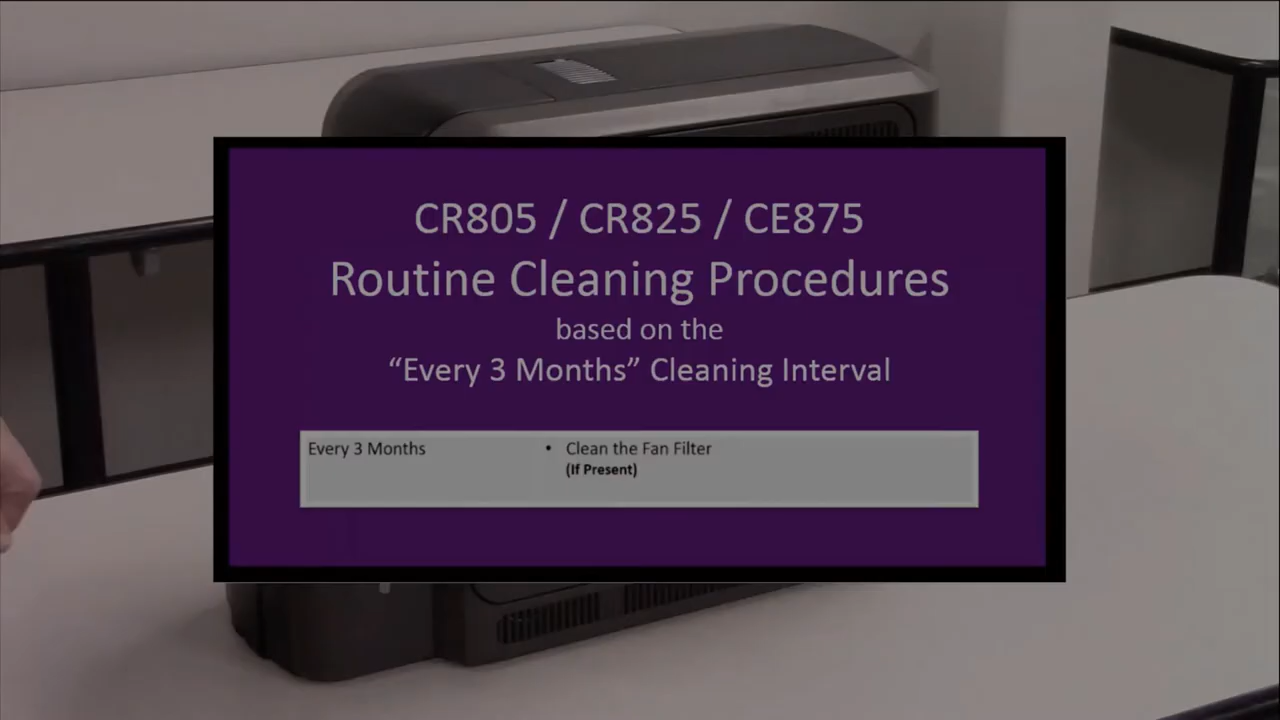 CR805 / CR825 / CE875
Routine Cleaning Procedures
based on the
“Every 3 Months” Cleaning Interval
Every 3 Months • Clean the Fan Filter
(If Present)